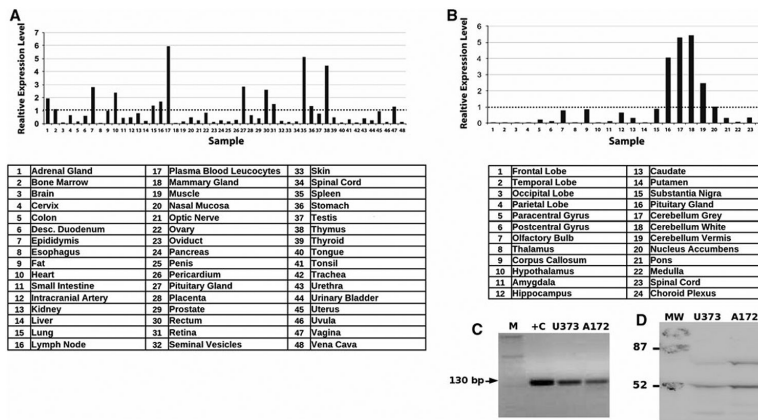 A
Realtive Expression Level
7
6
5
4
3
2
1
0
1 2 3 4 5 6 7 8 9 10 11 12 13 14 15 16 17 18 19 20 21 22 23 24 25 26 27 28 29 30 31 32 33 34 35 36 37 38 39 40 41 42 43 44 45 46 47 48
Sample
1 Adrenal Gland 17 Plasma Blood Leucocytes 33 Skin
2 Bone Marrow 18 Mammary Gland 34 Spinal Cord
3 Brain 19 Muscle 35 Spleen
4 Cervix 20 Nasal Mucosa 36 Stomach
5 Colon 21 Optic Nerve 37 Testis
6 Desc. Duodenum 22 Ovary 38 Thymus
7 Epididymis 23 Oviduct 39 Thyroid
8 Esophagus 24 Pancreas 40 Tongue
9 Fat 25 Penis 41 Tonsil
10 Heart 26 Pericardium 42 Trachea
11 Small Intestine 27 Pituitary Gland 43 Urethra
12 Intracranial Artery 28 Placenta 44 Urinary Bladder
13 Kidney 29 Prostate 45 Uterus
14 Liver 30 Rectum 46 Uvula
15 Lung 31 Retina 47 Vagina
16 Lymph Node 32 Seminal Vesicles 48 Vena Cava
B
Realtive Expression Level
6
5
4
3
2
1
0
1 2 3 4 5 6 7 8 9 10 11 12 13 14 15 16 17 18 19 20 21 22 23
Sample
1 Frontal Lobe 13 Caudate
2 Temporal Lobe 14 Putamen
3 Occipital Lobe 15 Substantia Nigra
4 Parietal Lobe 16 Pituitary Gland
5 Paracentral Gyrus 17 Cerebellum Grey
6 Postcentral Gyrus 18 Cerebellum White
7 Olfactory Bulb 19 Cerebellum Vermis
8 Thalamus 20 Nucleus Accumbens
9 Corpus Callosum 21 Pons
10 Hypothalamus 22 Medulla
11 Amygdala 23 Spinal Cord
12 Hippocampus 24 Choroid Plexus
C
M +C U373 A172
130 bp
D
MW U373 A172
87
52